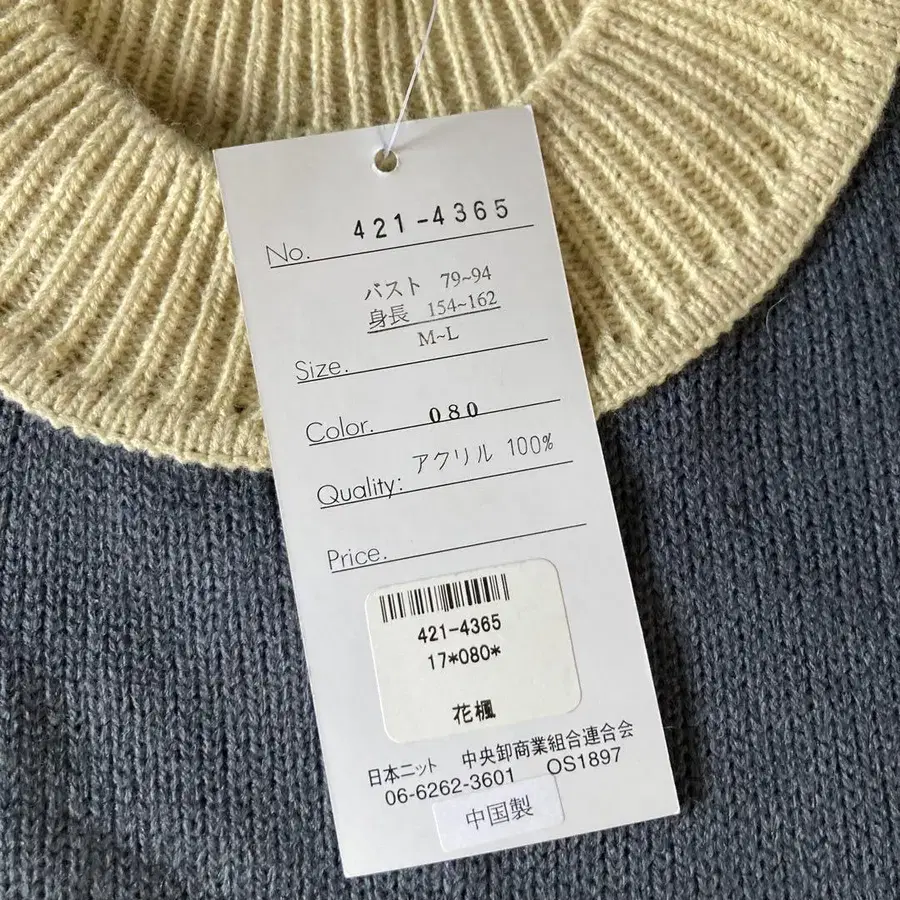 No. 421-4365
バスト 79~94
身長 154~162
M~L
Size.
Color. 080
Quality: アクリル 100%
Price.
421-4365
17*080*
花楓
日本ニット 中央卸商業組合連合会
06-6262-3601 OS1897
中国製